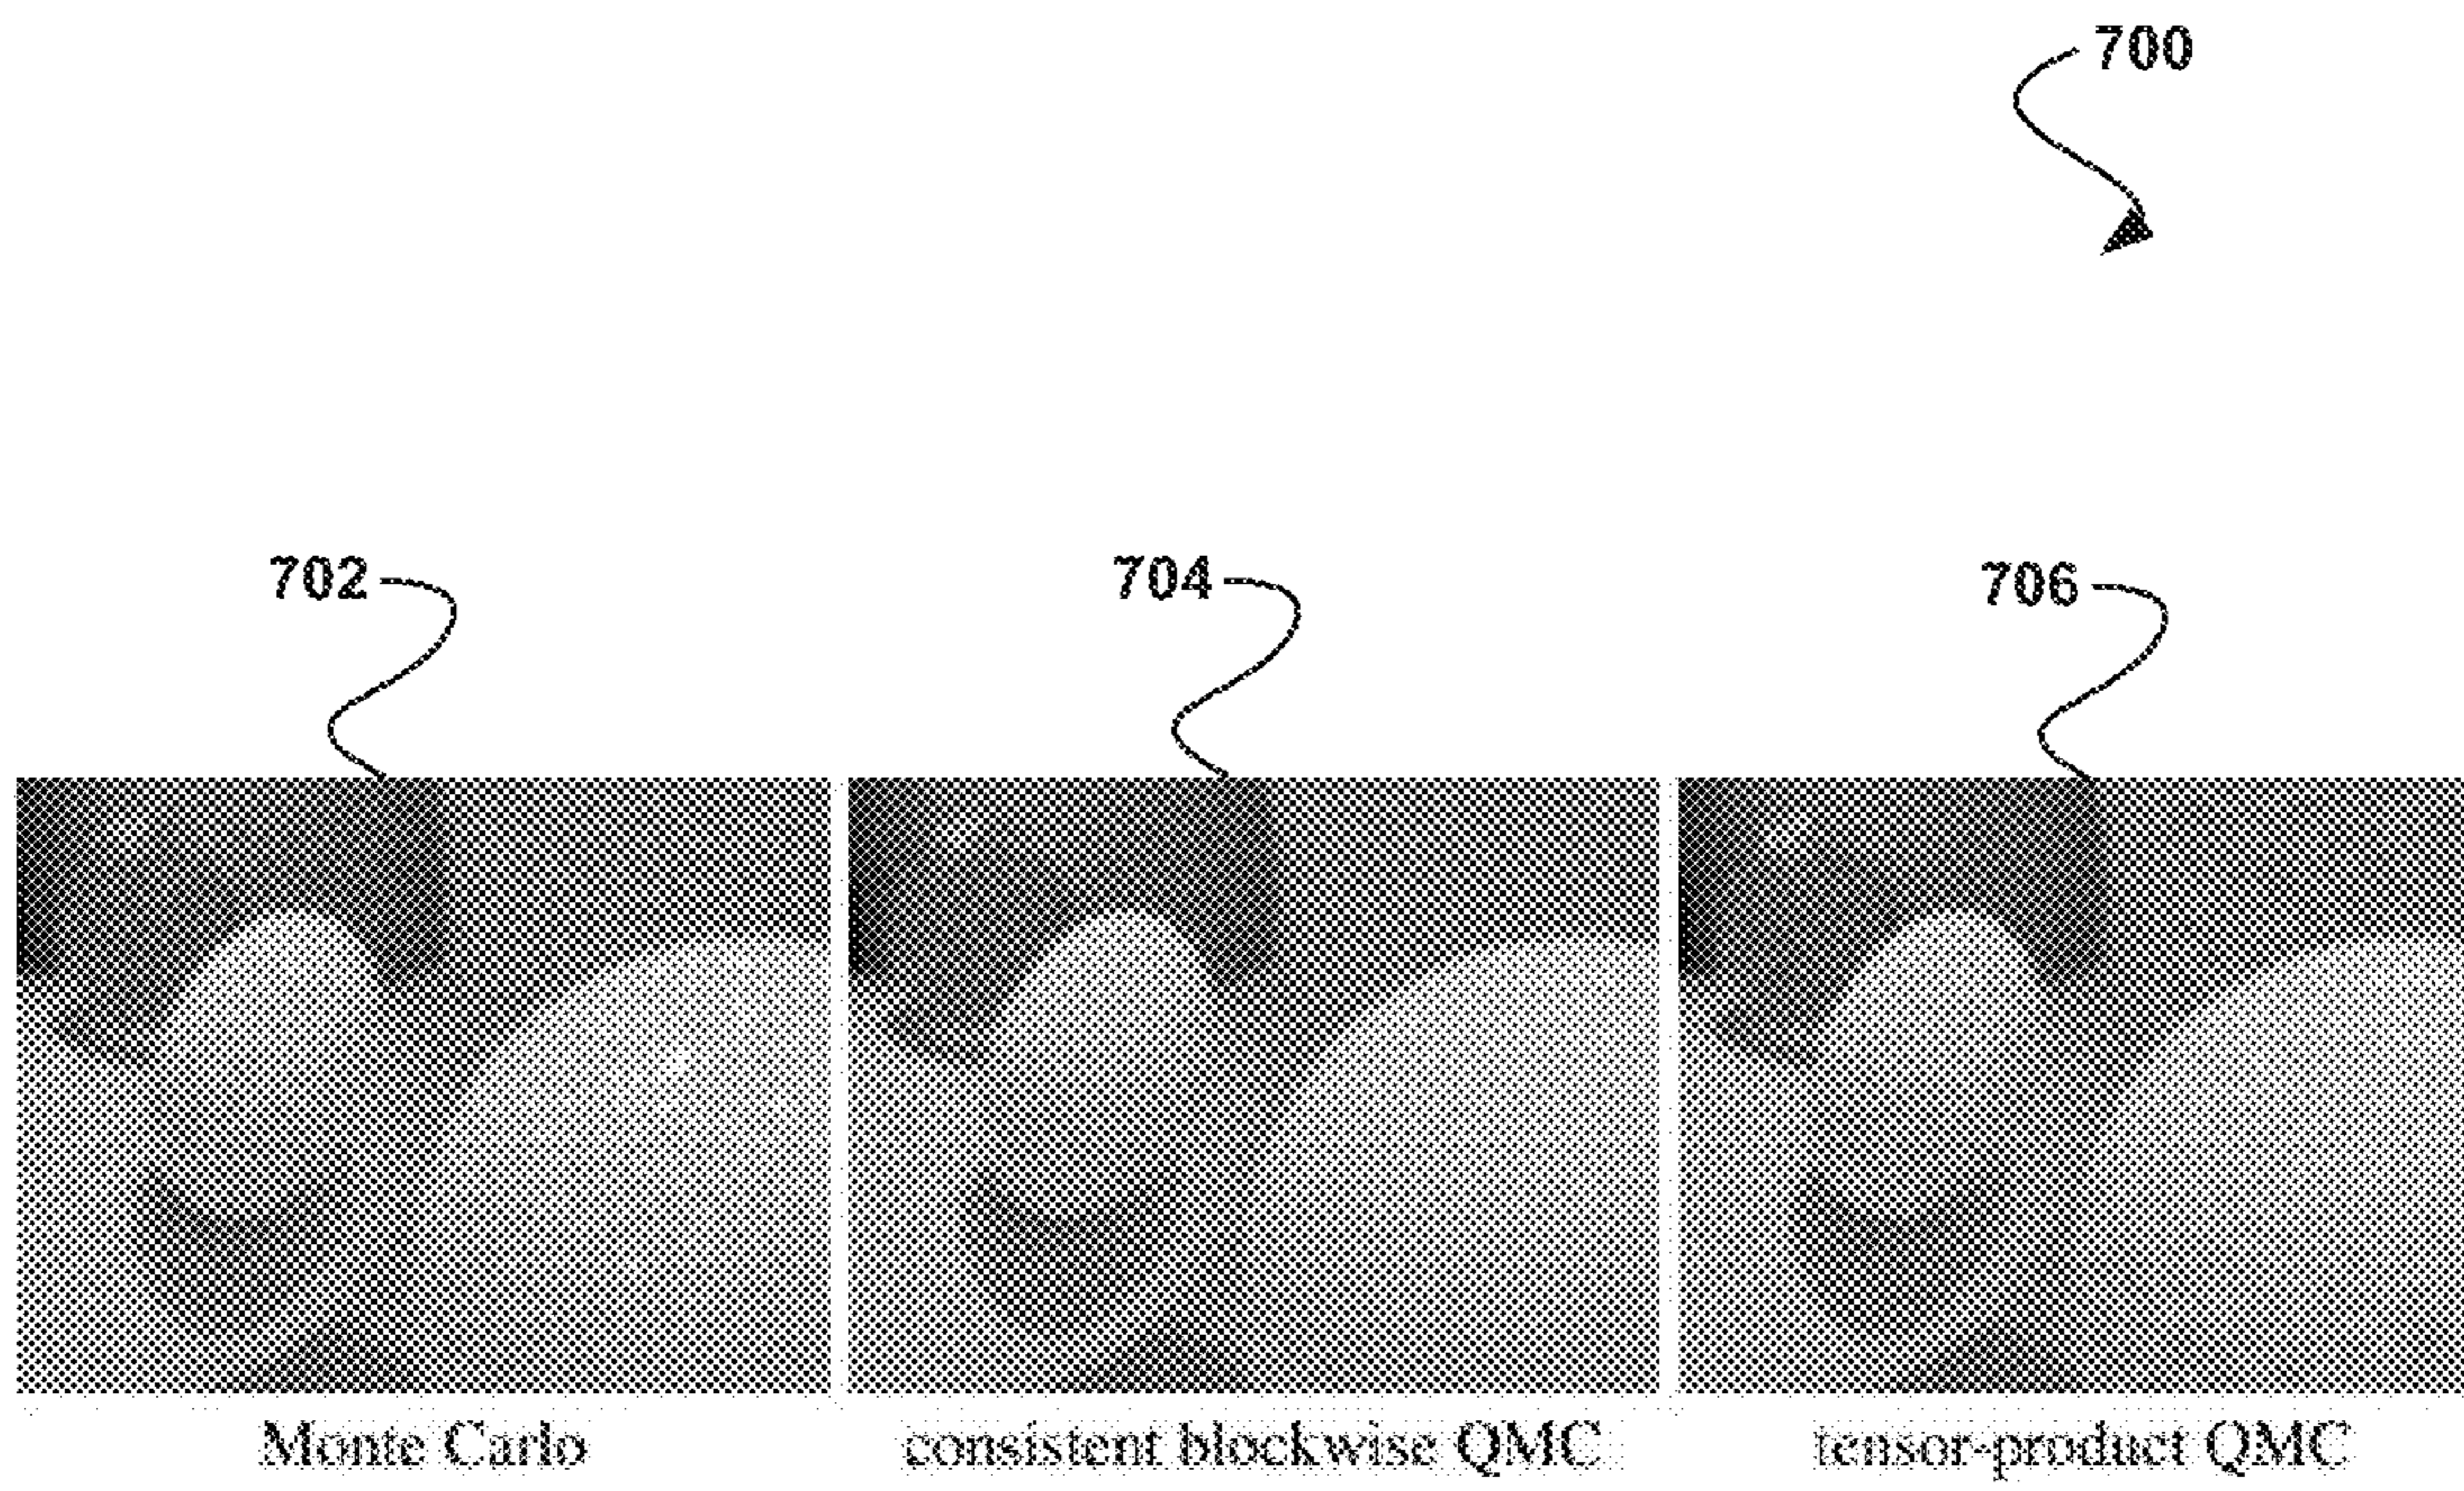 700
702 704 706
Monte Carlo consistent blockwise QMC tensor-product QMC